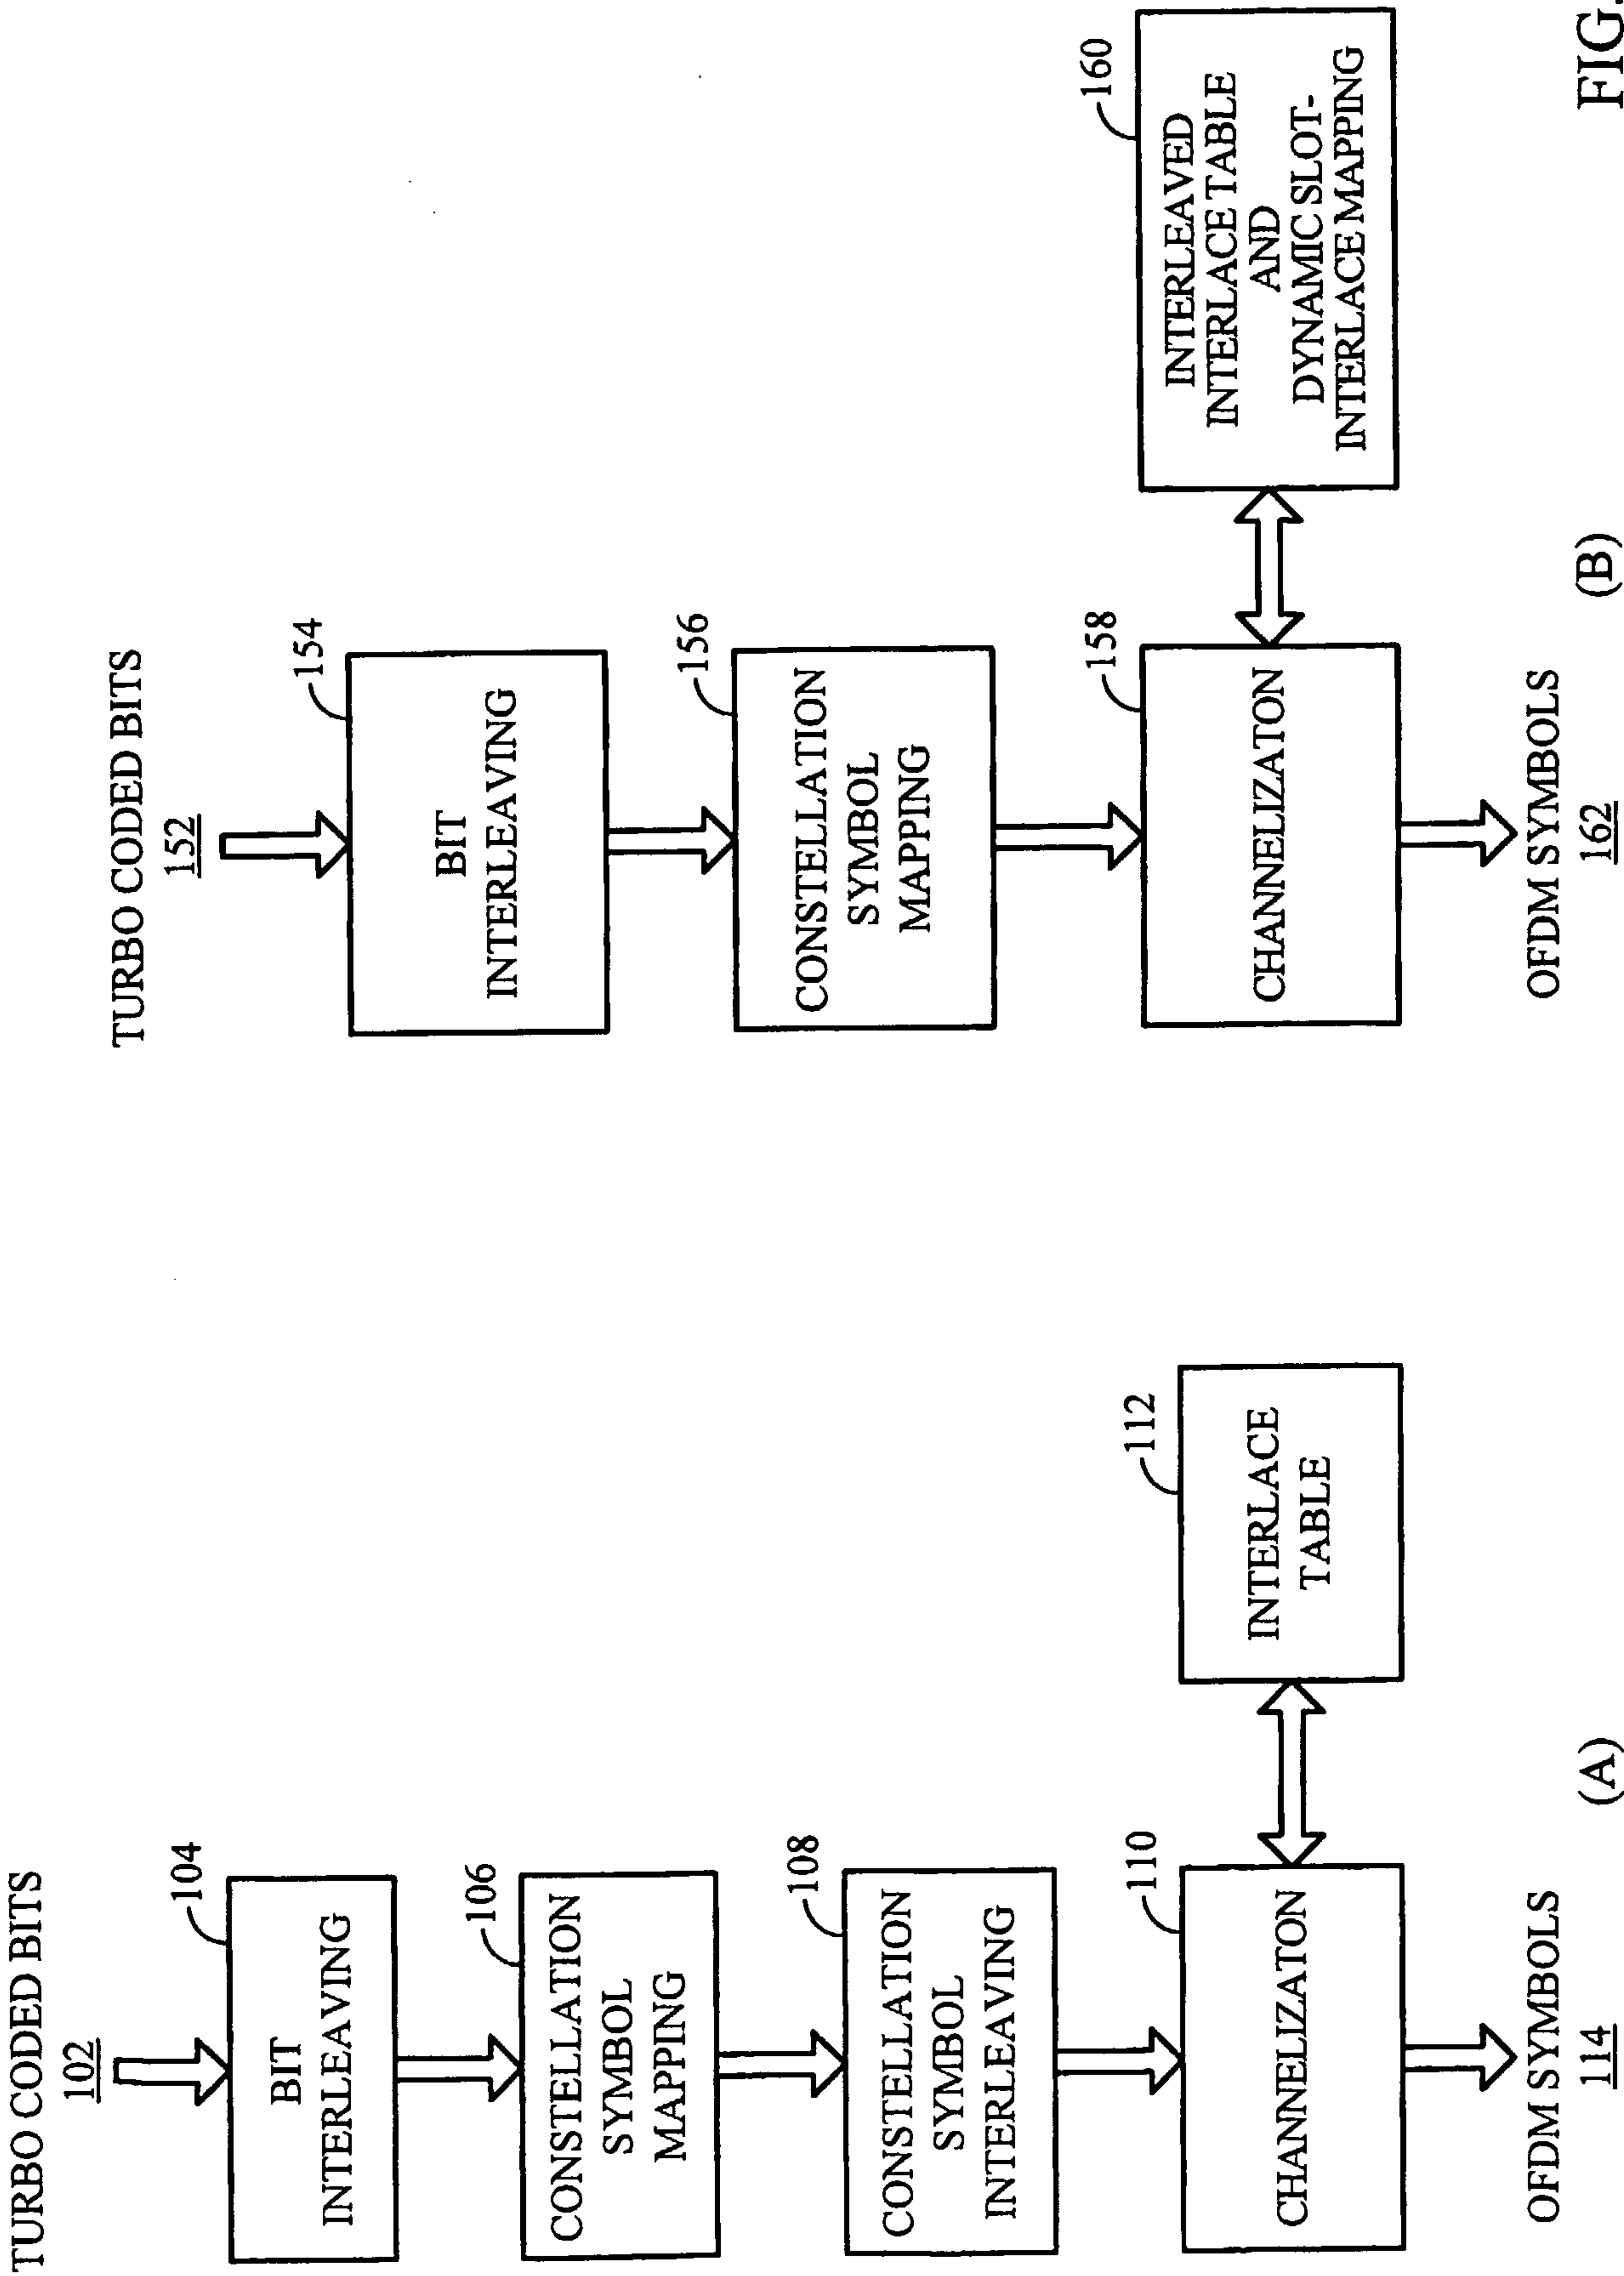 TURBO CODED BITS
102
104
BIT
INTERLEAVING
106
CONSTELLATION
SYMBOL
MAPPING
108
CONSTELLATION
SYMBOL
INTERLEAVING
110
CHANNELIZATON
112
INTERLACE
TABLE
OFDM SYMBOLS
114
(A)
TURBO CODED BITS
152
154
BIT
INTERLEAVING
156
CONSTELLATION
SYMBOL
MAPPING
158
CHANNELIZATON
160
INTERLEAVED
INTERLACE TABLE
AND
DYNAMIC SLOT-
INTERLACE MAPPING
OFDM SYMBOLS
162
(B)
FIG.